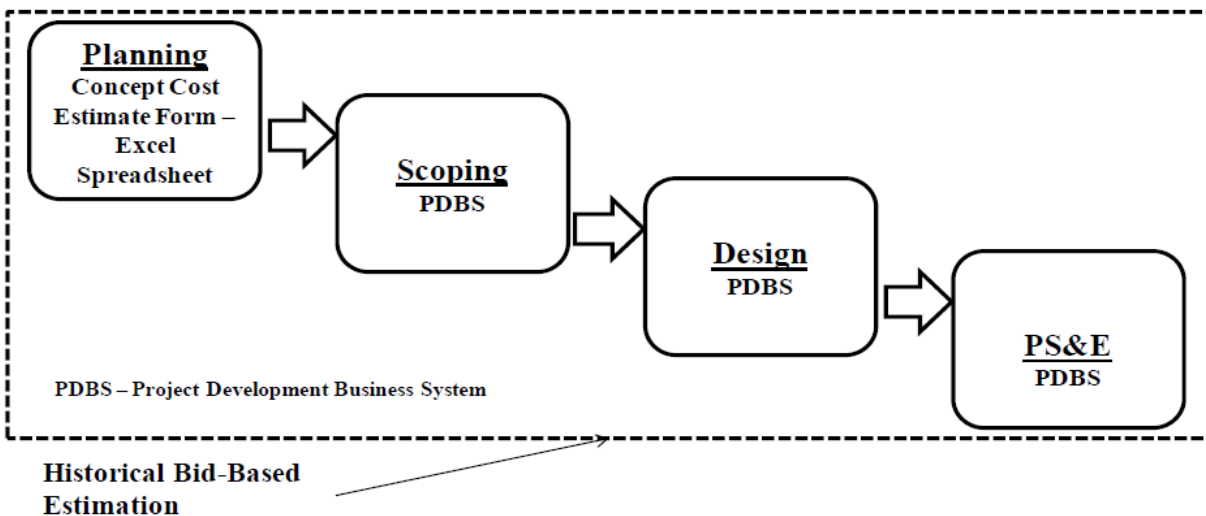 Planning
Concept Cost
Estimate Form –
Excel
Spreadsheet
Scoping
PDBS
Design
PDBS
PS&E
PDBS
PDBS – Project Development Business System
Historical Bid-Based
Estimation